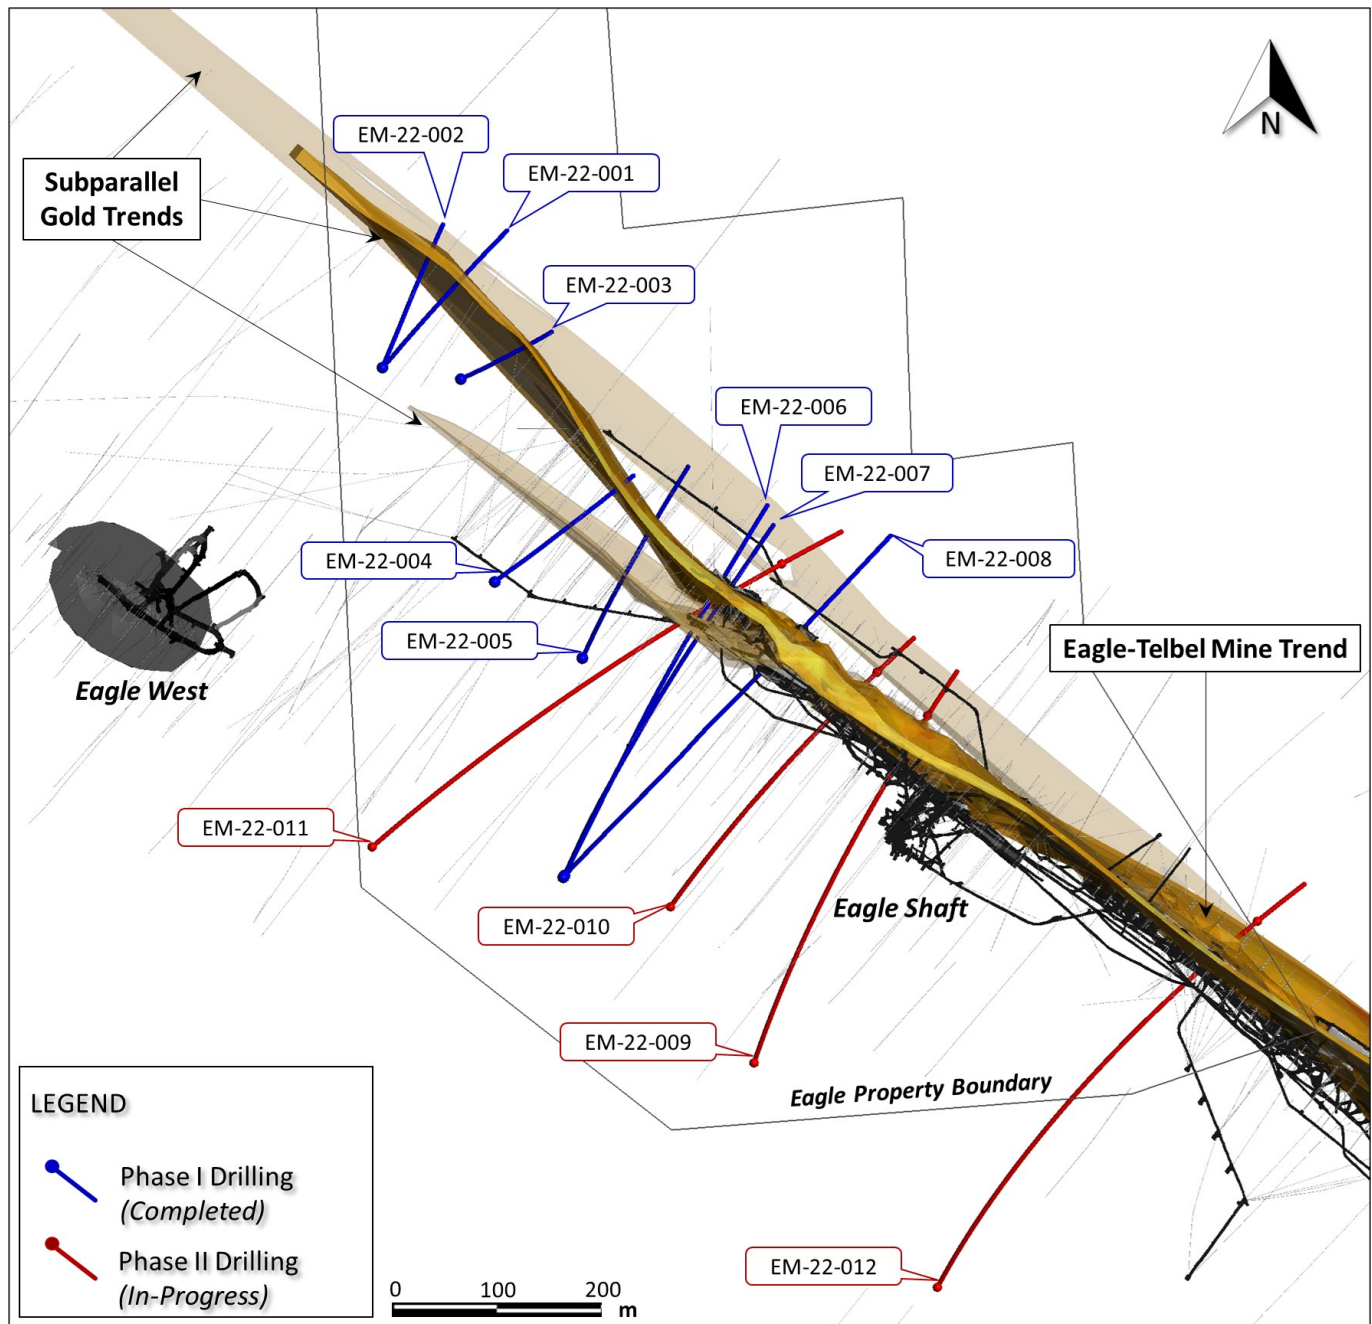 EM-22-002
EM-22-001
N
Subparallel
Gold Trends
EM-22-003
EM-22-006
EM-22-007
EM-22-004
EM-22-008
EM-22-005
Eagle-Telbel Mine Trend
Eagle West
EM-22-011
EM-22-010
Eagle Shaft
EM-22-009
Eagle Property Boundary
LEGEND
Phase I Drilling
(Completed)
Phase II Drilling
(In-Progress)
EM-22-012
0 100 200
m